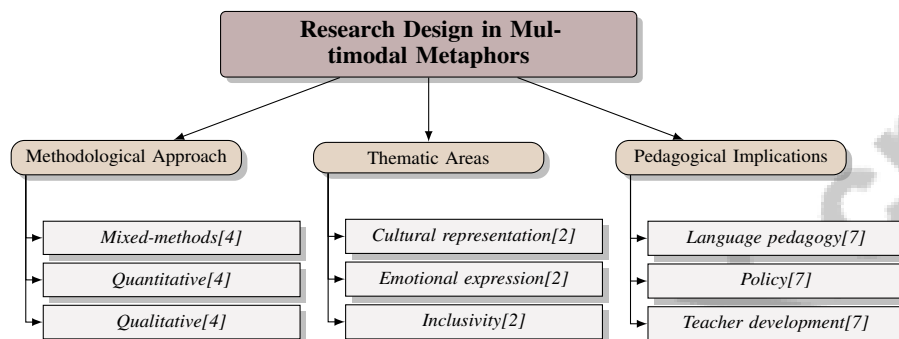 Research Design in Mul-
timodal Metaphors
Methodological Approach
Thematic Areas
Pedagogical Implications
Mixed-methods[4]
Quantitative[4]
Qualitative[4]
Cultural representation[2]
Emotional expression[2]
Inclusivity[2]
Language pedagogy[7]
Policy[7]
Teacher development[7]